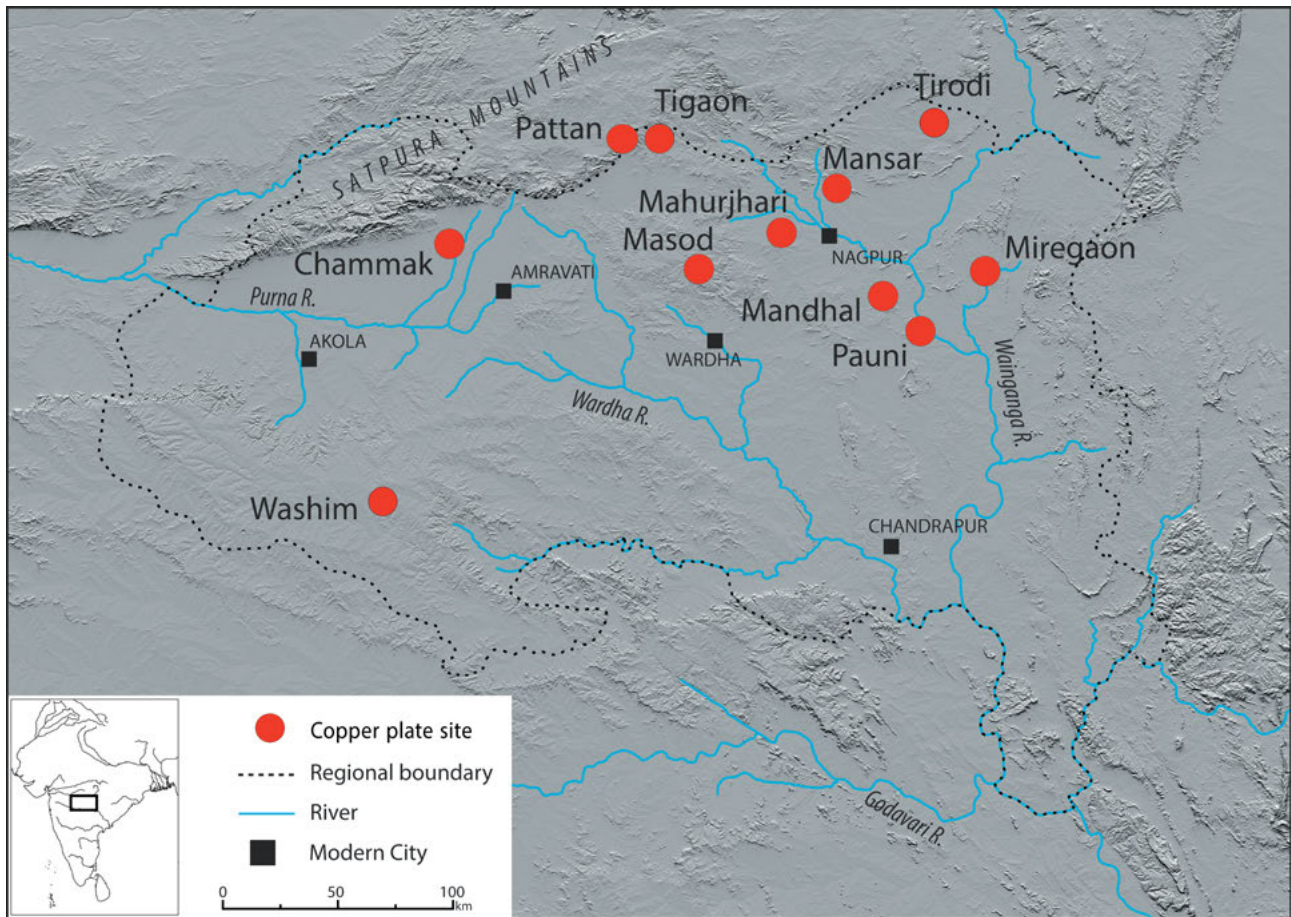 SATPURA MOUNTAINS
Tirodi
Tigaon
Pattan
Mansar
Mahurjhari
Masod
NAGPUR
Miregaon
Chammak
AMRAVATI
Purna R.
Mandhal
Pauni
AKOLA
WARDHA
Wardha R.
Wainganga R.
Washim
CHANDRAPUR
Godavari R.
Copper plate site
Regional boundary
River
Modern City
0 50 100
km